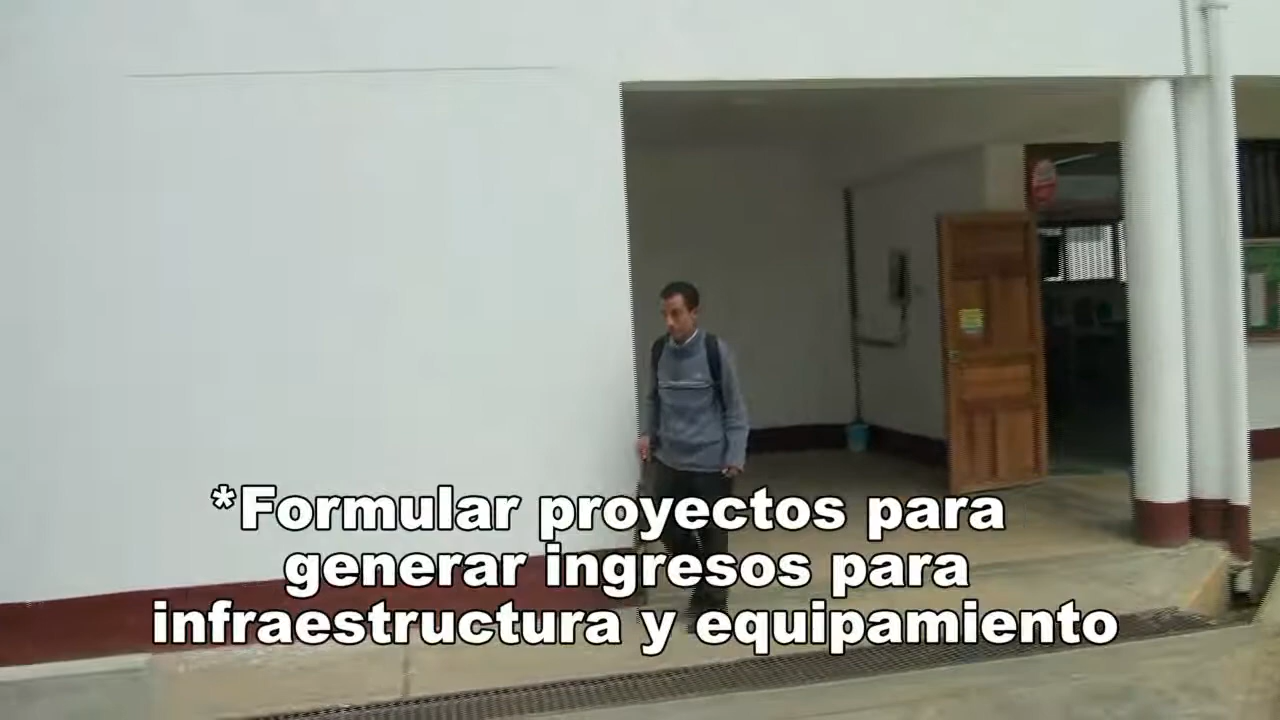 *Formular proyectos para
generar ingresos para
infraestructura y equipamiento